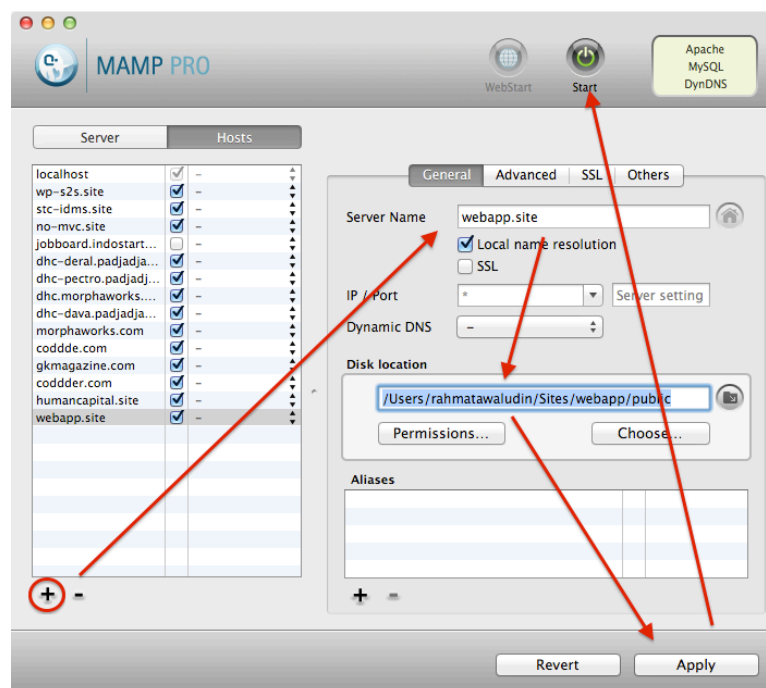 MAMP PRO
WebStart
Start
Apache
MySQL
DynDNS
Server
Hosts
localhost
wp-s2s.site
stc-idms.site
no-mvc.site
jobboard.indostart...
dhc-deral.padjadja...
dhc-pectro.padjadj...
dhc.morphaworks....
dhc-dava.padjadja...
morphaworks.com
coddde.com
gkmagazine.com
coddder.com
humancapital.site
webapp.site
General
Advanced
SSL
Others
Server Name
webapp.site
Local name resolution
SSL
IP / Port
*
Server setting
Dynamic DNS
–
Disk location
/Users/rahmatawaludin/Sites/webapp/public
Permissions...
Choose...
Aliases
+ -
+ -
Revert
Apply